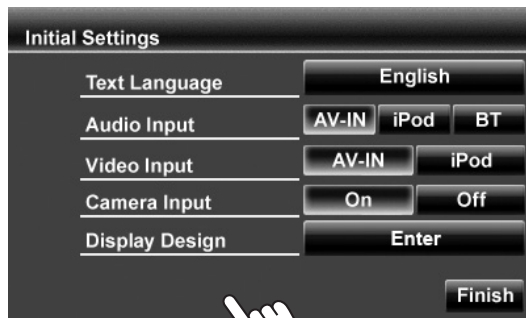 Initial Settings
Text Language English
Audio Input AV-IN iPod BT
Video Input AV-IN iPod
Camera Input On Off
Display Design Enter
Finish